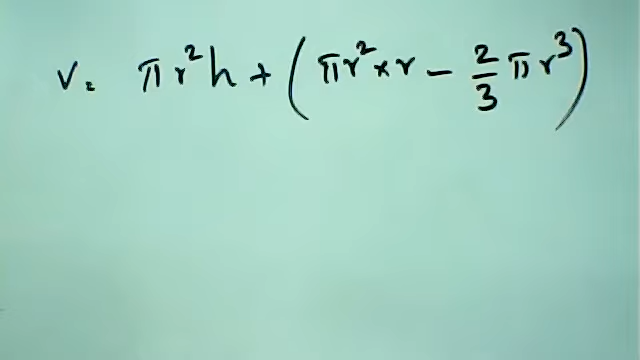 V = πr²h + (πr² × r − 2/3 πr³)